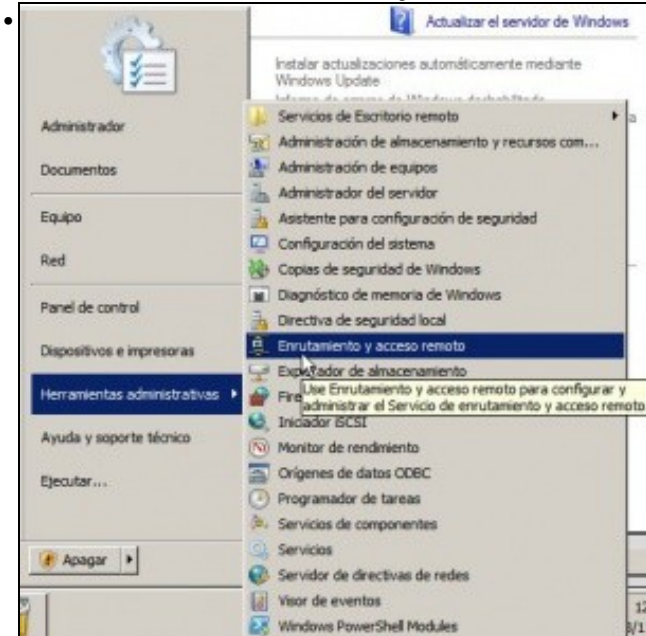 Actualizar el servidor de Windows
Instalar actualizaciones automáticamente mediante
Windows Update
Administrador
Documentos
Equipo
Red
Panel de control
Dispositivos e impresoras
Herramientas administrativas
Ayuda y soporte técnico
Ejecutar...
Apagar
Servicios de Escritorio remoto
Administración de almacenamiento y recursos com...
Administración de equipos
Administrador del servidor
Asistente para configuración de seguridad
Configuración del sistema
Copias de seguridad de Windows
Diagnóstico de memoria de Windows
Directiva de seguridad local
Enrutamiento y acceso remoto
Explorador de almacenamiento
Fire
Use Enrutamiento y acceso remoto para configurar y
administrar el Servicio de enrutamiento y acceso remoto
Iniciador iSCSI
Monitor de rendimiento
Orígenes de datos ODBC
Programador de tareas
Servicios de componentes
Servicios
Servidor de directivas de redes
Visor de eventos
Windows PowerShell Modules